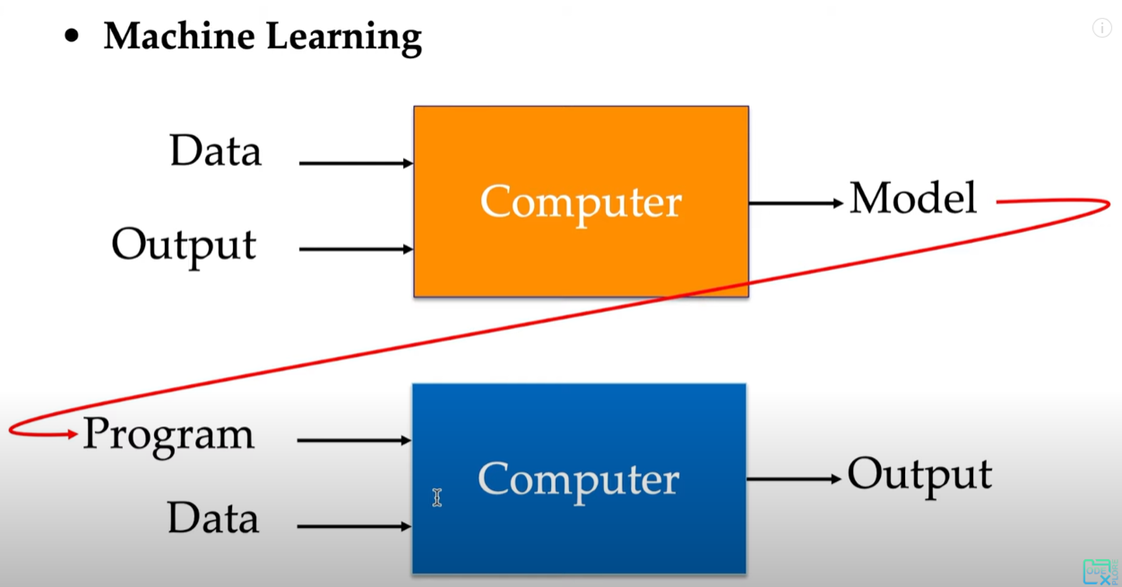 • Machine Learning
Data
Computer
Model
Output
Program
Computer
Output
Data